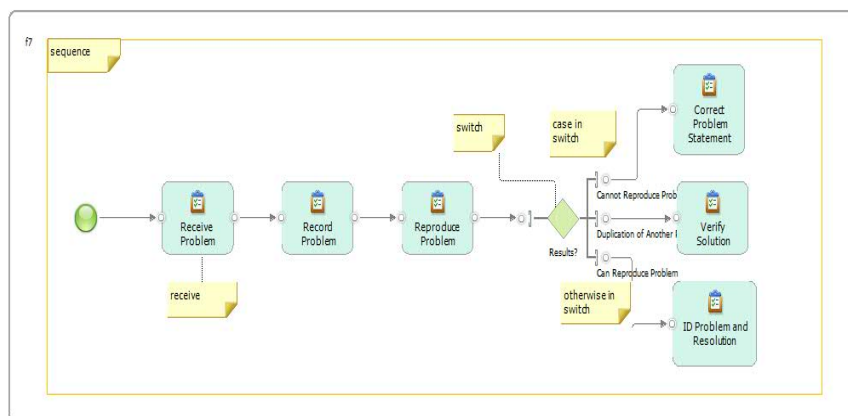 f7
sequence
switch
case in
switch
Correct
Problem
Statement
Cannot Reproduce Prob
Receive
Problem
Record
Problem
Reproduce
Problem
Duplication of Another
Verify
Solution
Results?
Can Reproduce Problem
receive
otherwise in
switch
ID Problem and
Resolution